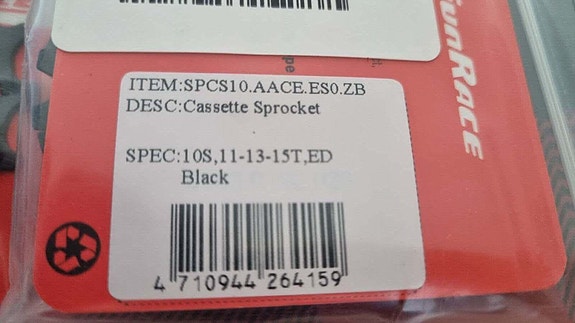 ITEM:SPCS10.AACE.ES0.ZB
DESC:Cassette Sprocket
SPEC:10S,11-13-15T,ED
Black
4 710944 264159
SunRACE